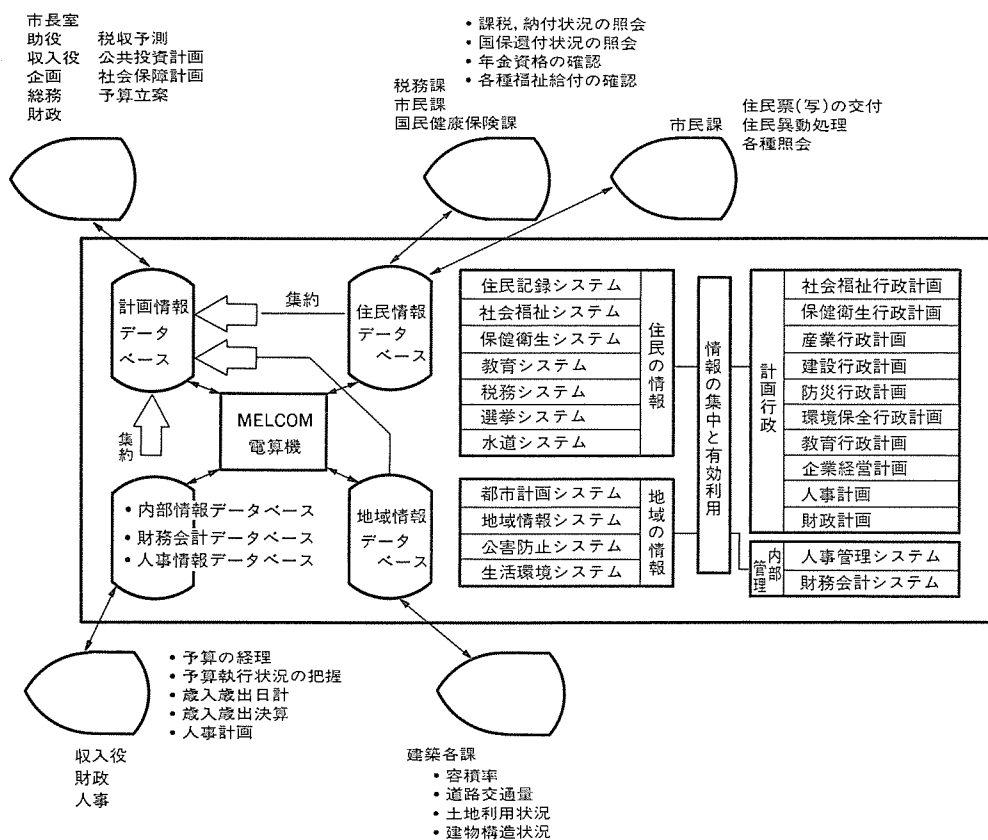 市長室
助役 税収予測
収入役 公共投資計画
企画 社会保障計画
総務 予算立案
財政
• 課税,納付状況の照会
• 国保還付状況の照会
• 年金資格の確認
• 各種福祉給付の確認
税務課
市民課
国民健康保険課
市民課
住民票(写)の交付
住民異動処理
各種照会
計画情報
データ
ベース
集約
住民情報
データ
ベース
MELCOM
電算機
集約
• 内部情報データベース
• 財務会計データベース
• 人事情報データベース
地域情報
データ
ベース
住民記録システム
社会福祉システム
保健衛生システム
教育システム
税務システム
選挙システム
水道システム
住民の情報
都市計画システム
地域情報システム
公害防止システム
生活環境システム
地域の情報
情報の集中と有効利用
計画行政
社会福祉行政計画
保健衛生行政計画
産業行政計画
建設行政計画
防災行政計画
環境保全行政計画
教育行政計画
企業経営計画
人事計画
財政計画
内部
管理
人事管理システム
財務会計システム
• 予算の経理
• 予算執行状況の把握
• 歳入歳出日計
• 歳入歳出決算
• 人事計画
収入役
財政
人事
建築各課
• 容積率
• 道路交通量
• 土地利用状況
• 建物構造状況